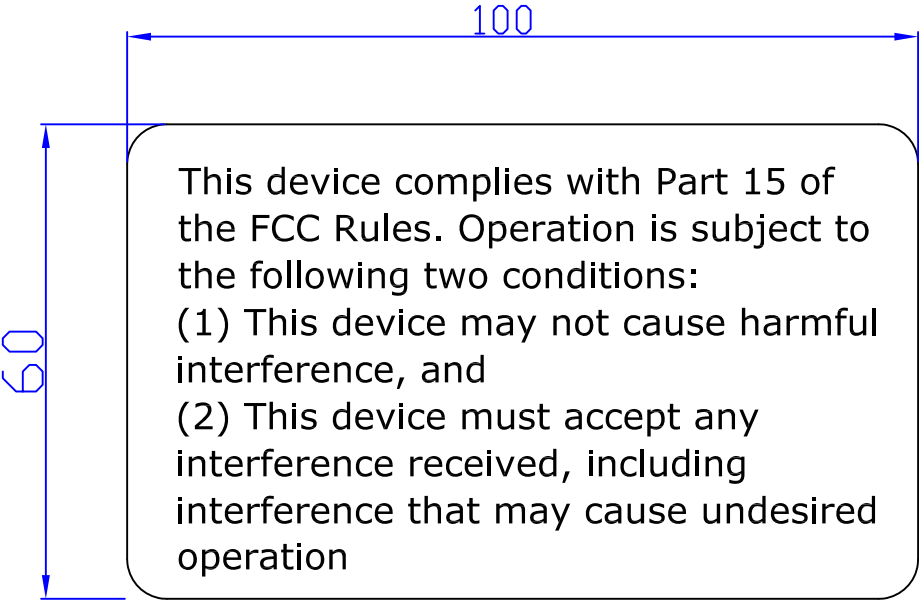 100
This device complies with Part 15 of
the FCC Rules. Operation is subject to
the following two conditions:
(1) This device may not cause harmful
interference, and
60
(2) This device must accept any
interference received, including
interference that may cause undesired
operation